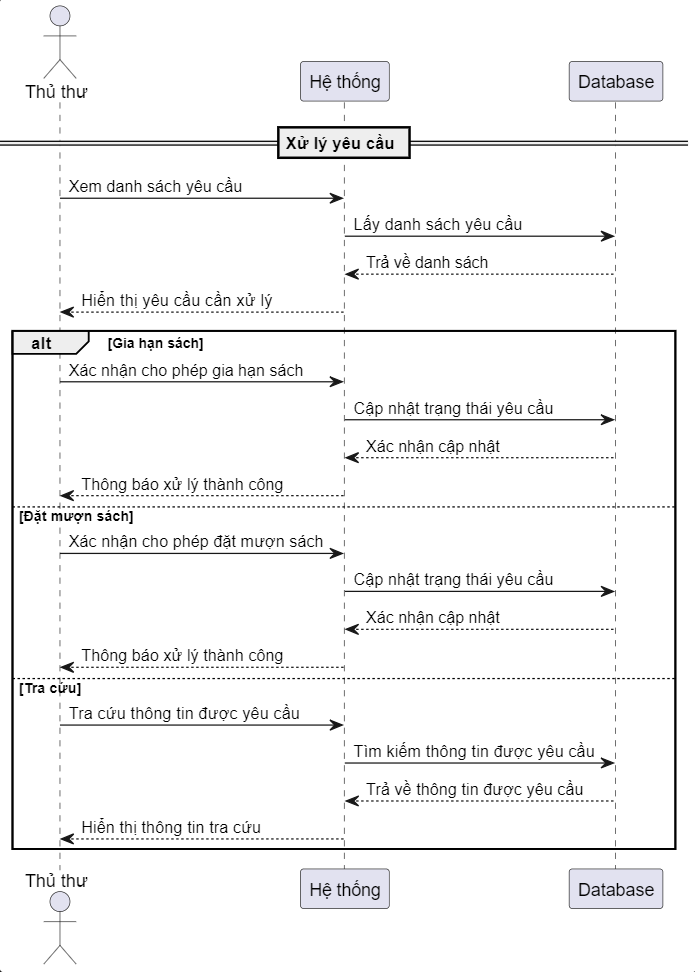 Thủ thư
Hệ thống
Database
Xử lý yêu cầu
Xem danh sách yêu cầu
Lấy danh sách yêu cầu
Trả về danh sách
Hiển thị yêu cầu cần xử lý
alt
[Gia hạn sách]
Xác nhận cho phép gia hạn sách
Cập nhật trạng thái yêu cầu
Xác nhận cập nhật
Thông báo xử lý thành công
[Đặt mượn sách]
Xác nhận cho phép đặt mượn sách
Cập nhật trạng thái yêu cầu
Xác nhận cập nhật
Thông báo xử lý thành công
[Tra cứu]
Tra cứu thông tin được yêu cầu
Tìm kiếm thông tin được yêu cầu
Trả về thông tin được yêu cầu
Hiển thị thông tin tra cứu
Thủ thư
Hệ thống
Database